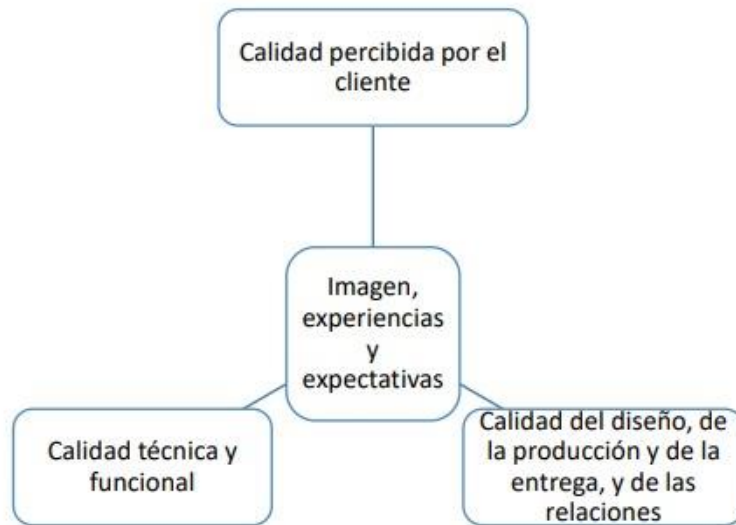 Calidad percibida por el
cliente
Imagen,
experiencias
y
expectativas
Calidad técnica y
funcional
Calidad del diseño, de
la producción y de la
entrega, y de las
relaciones